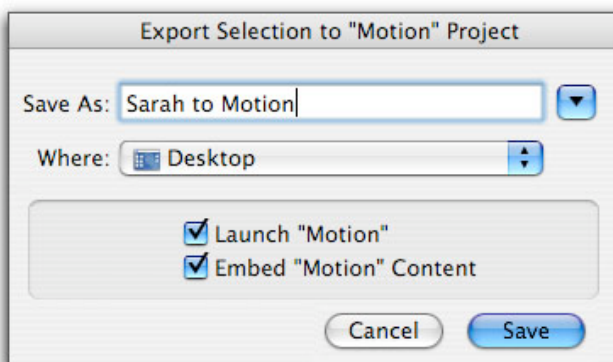 Export Selection to "Motion" Project
Save As: Sarah to Motion
Where: Desktop
Launch "Motion"
Embed "Motion" Content
Cancel Save